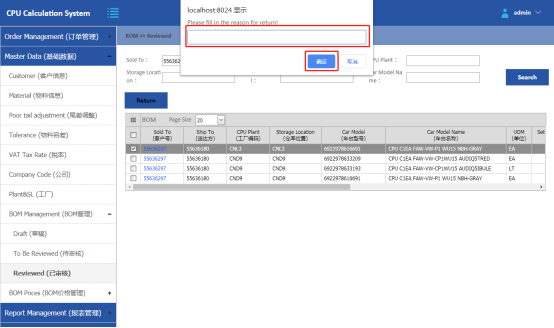 CPU Calculation System
admin
localhost:8024 显示
Please fill in the reason for return!
确定
取消
Order Management (订单管理)
Master Data (基础数据)
Customer (客户信息)
Material (物料信息)
Poor tail adjustment (尾差调整)
Tolerance (物料容差)
VAT Tax Rate (税率)
Company Code (公司)
Plant&SL (工厂)
BOM Management (BOM管理) -
Draft (草稿)
To Be Reviewed (待审核)
Reviewed (已审核)
BOM Prices (BOM价格管理) +
Report Management (报表管理)
BOM >> Reviewed
Sold To :
556362
PU Plant :
Storage Locati
on :
l :
ar Model Na
me :
Search
Return
BOM Page Size 20
Sold To (客户号) Ship To (送达方) CPU Plant (工厂编码) Storage Location (仓库位置) Car Model (车台型号) Car Model Name (车台名称) UOM (单位) Set
55636297 55636180 CNL3 CNL3 6922978616691 CPU C1EA FAW-VW-P1 WU15 NBH-GRAY EA
55636297 55636180 CND9 CND9 6922978633209 CPU C1EA FAW-VW-CP1WU15 AUDIQ5TRED EA
55636297 55636180 CND9 CND9 6922978633193 CPU C1EA FAW-VW-CP1WU15 AUDIQ5IBULE LT
55636297 55636180 CND9 CND9 6922978616691 CPU C1EA FAW-VW-P1 WU15 NBH-GRAY EA